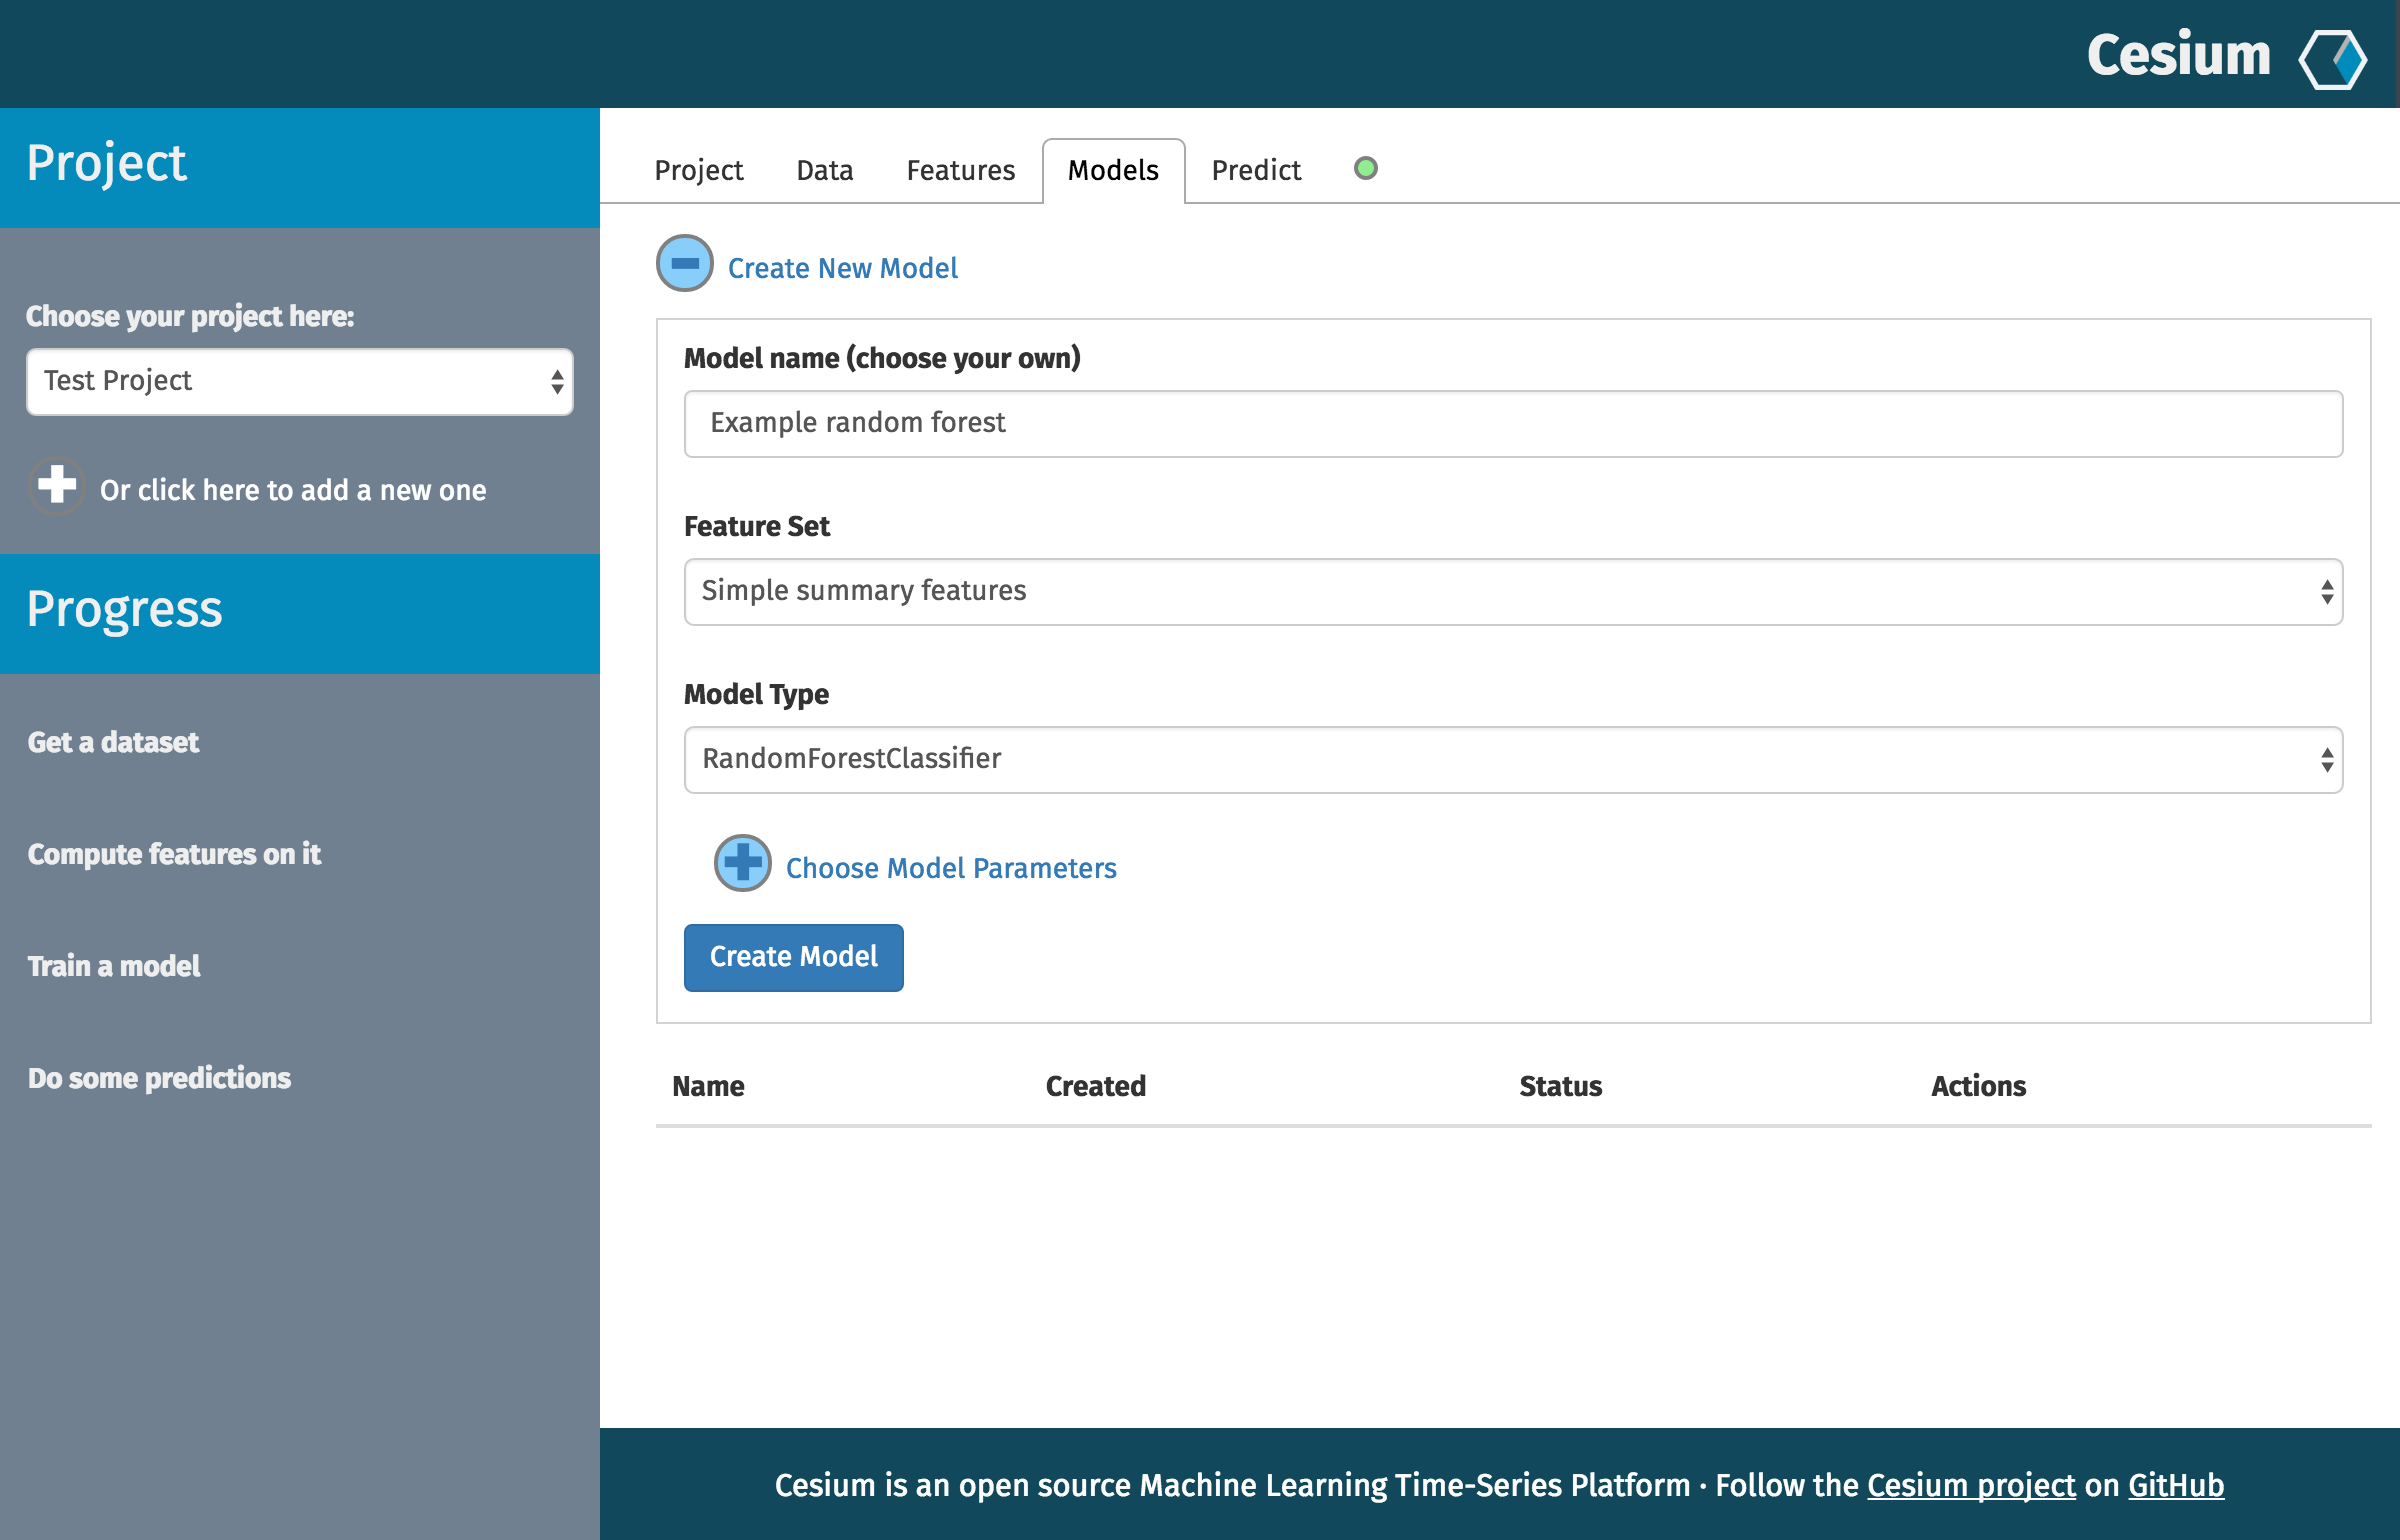 Cesium
Project
Choose your project here:
Test Project
Or click here to add a new one
Progress
Get a dataset
Compute features on it
Train a model
Do some predictions
Project Data Features Models Predict
Create New Model
Model name (choose your own)
Example random forest
Feature Set
Simple summary features
Model Type
RandomForestClassifier
Choose Model Parameters
Create Model
Name Created Status Actions
Cesium is an open source Machine Learning Time-Series Platform · Follow the Cesium project on GitHub